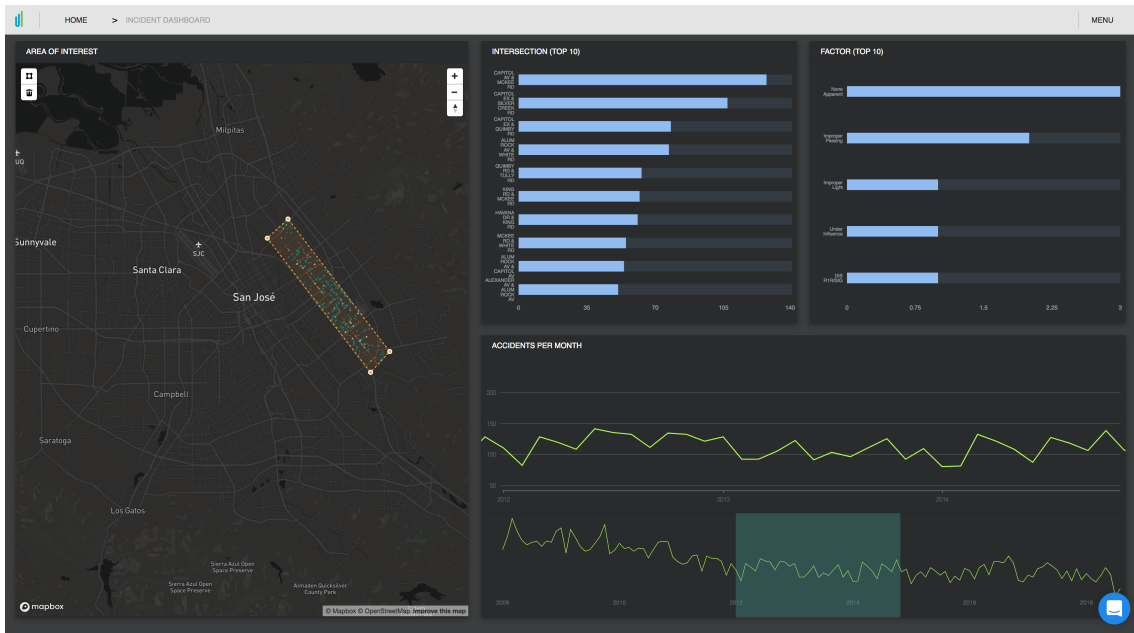 HOME
>
INCIDENT DASHBOARD
MENU
AREA OF INTEREST
Milpitas
UQ
Sunnyvale
SJC
Santa Clara
San José
Cupertino
Campbell
Saratoga
Los Gatos
Sierra Azul Open
Space Preserve
Sierra Azul Open
Space Preserve
Almaden Quicksilver
County Park
mapbox
© Mapbox © OpenStreetMap Improve this map
INTERSECTION (TOP 10)
CAPITOL
AV &
MCKEE
RD
CAPITOL
EX &
SILVER
CREEK
RD
CAPITOL
EX &
QUIMBY
RD
ALUM
ROCK
AV &
WHITE
RD
QUIMBY
RD &
TULLY
RD
KING
RD &
MCKEE
RD
HAVANA
DR &
KING
RD
MCKEE
RD &
WHITE
RD
ALUM
ROCK
AV &
CAPITOL
AV
ALEXANDER
AV &
ALUM
ROCK
AV
0 35 70 105 140
FACTOR (TOP 10)
None
Apparent
Improper
Passing
Improper
Light
Under
Influence
DIS
R1R/SIG
0 0.75 1.5 2.25 3
ACCIDENTS PER MONTH
200
150
100
50
2012 2013 2014
2008 2010 2012 2014 2016 2018